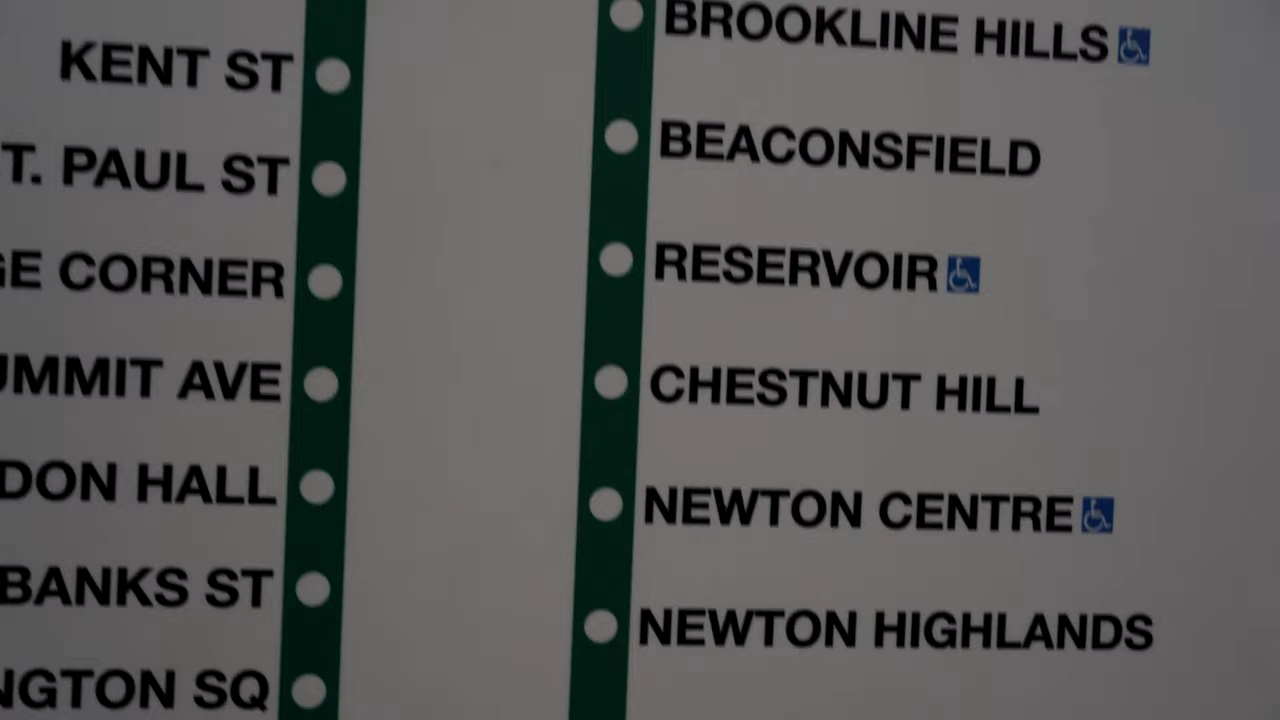 KENT ST
T. PAUL ST
GE CORNER
UMMIT AVE
DON HALL
BANKS ST
NGTON SQ
BROOKLINE HILLS
BEACONSFIELD
RESERVOIR
CHESTNUT HILL
NEWTON CENTRE
NEWTON HIGHLANDS